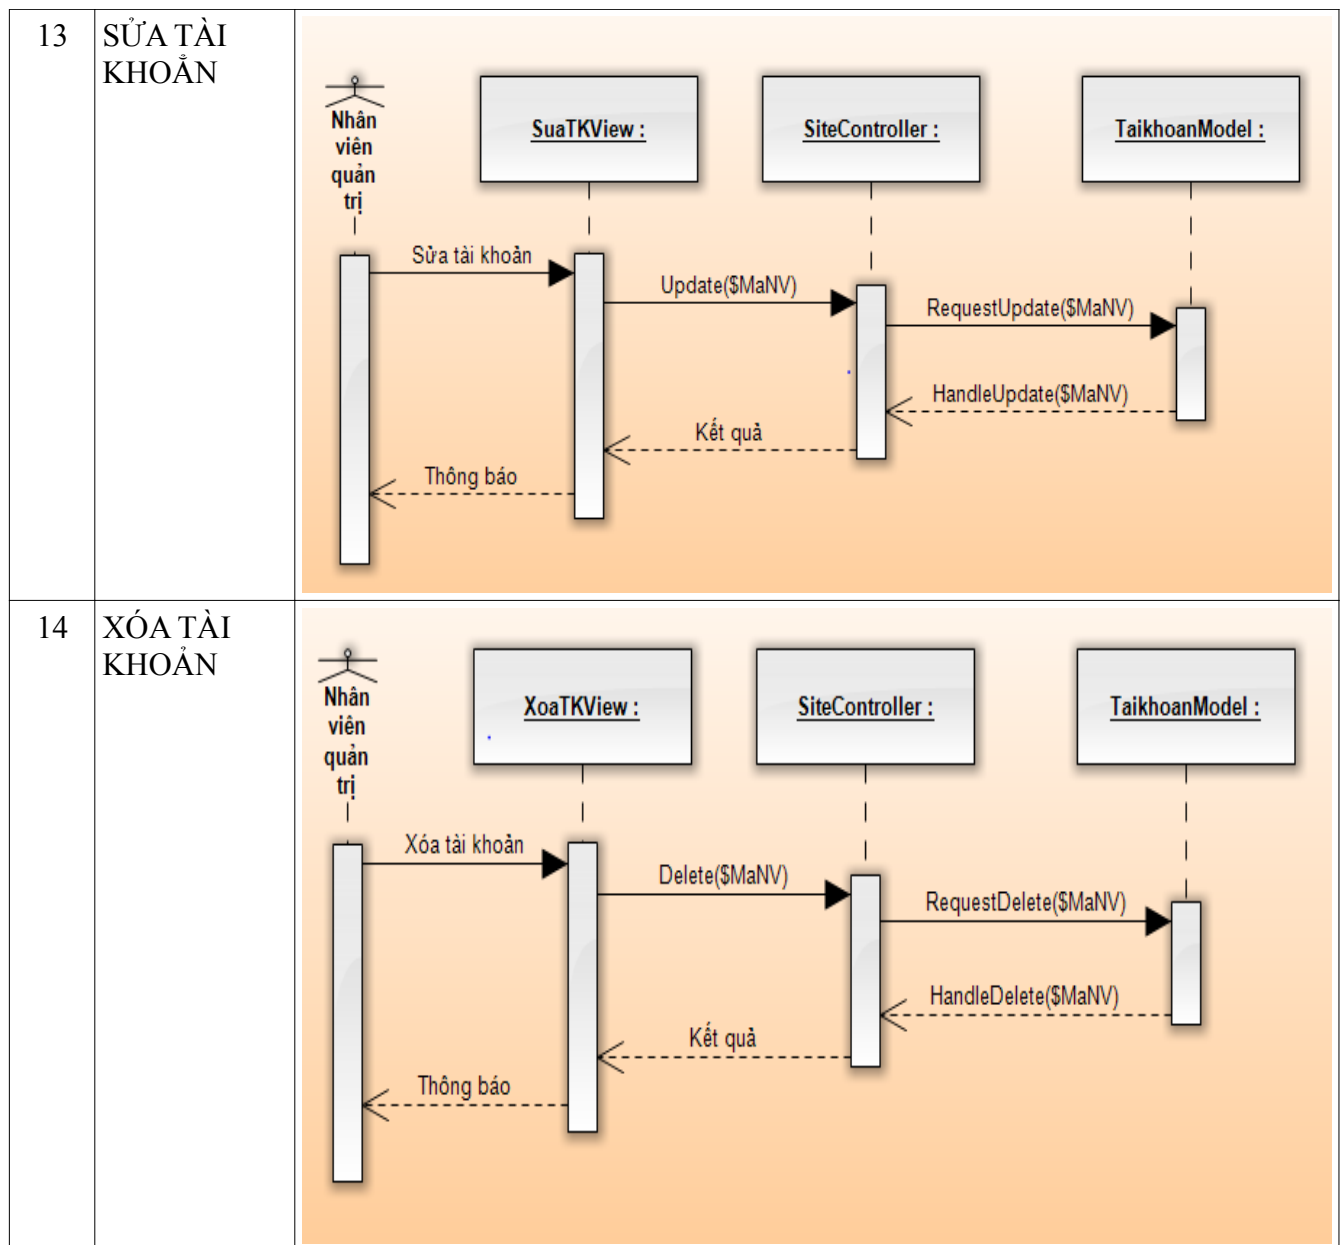 13
SỬA TÀI
KHOẲN
Nhân
viên
quản
trị
SuaTKView :
SiteController :
TaikhoanModel :
Sửa tài khoản
Update($MaNV)
RequestUpdate($MaNV)
HandleUpdate($MaNV)
Kết quả
Thông báo
14
XÓA TÀI
KHOẢN
Nhân
viên
quản
trị
XoaTKView :
SiteController :
TaikhoanModel :
Xóa tài khoản
Delete($MaNV)
RequestDelete($MaNV)
HandleDelete($MaNV)
Kết quả
Thông báo